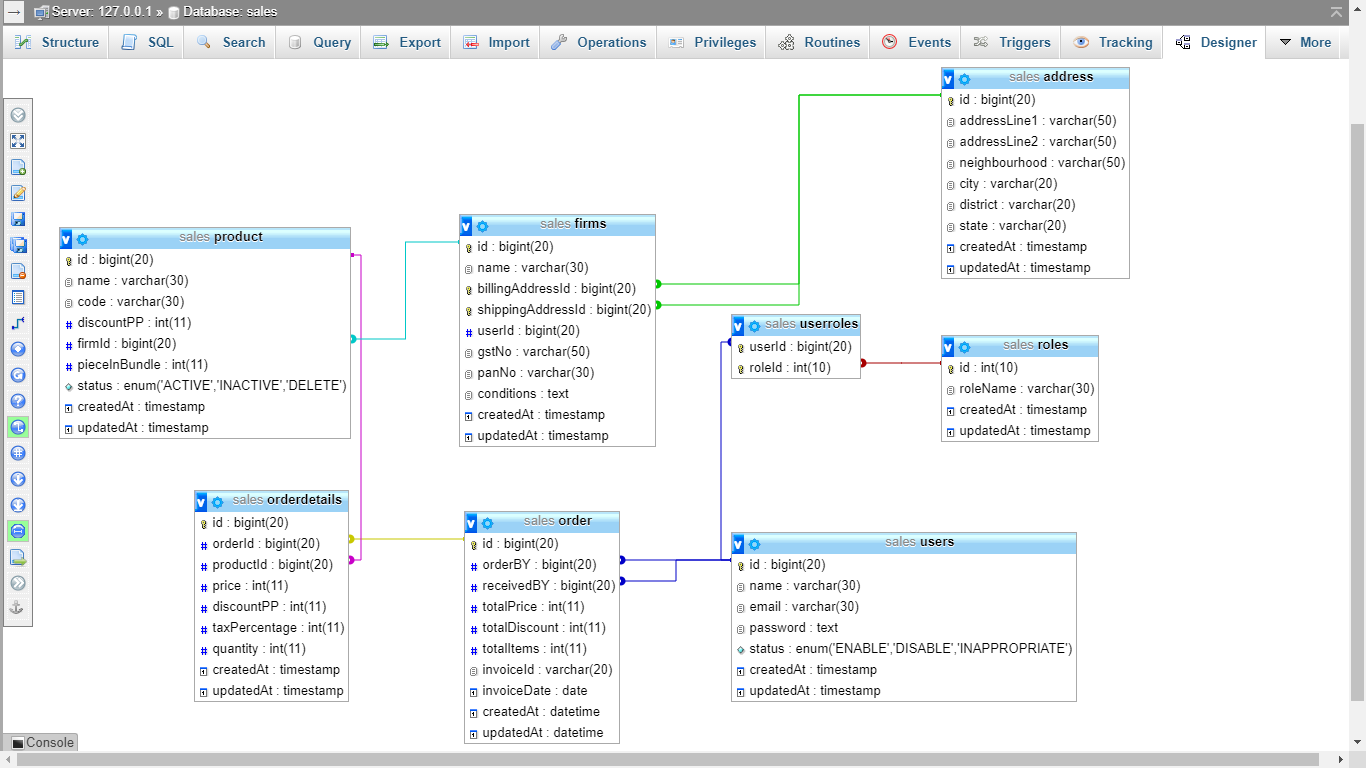 Server: 127.0.0.1 » Database: sales
Structure SQL Search Query Export Import Operations Privileges Routines Events Triggers Tracking Designer More
sales address
id : bigint(20)
addressLine1 : varchar(50)
addressLine2 : varchar(50)
neighbourhood : varchar(50)
city : varchar(20)
district : varchar(20)
state : varchar(20)
createdAt : timestamp
updatedAt : timestamp
sales product
id : bigint(20)
name : varchar(30)
code : varchar(30)
discountPP : int(11)
firmId : bigint(20)
pieceInBundle : int(11)
status : enum('ACTIVE','INACTIVE','DELETE')
createdAt : timestamp
updatedAt : timestamp
sales firms
id : bigint(20)
name : varchar(30)
billingAddressId : bigint(20)
shippingAddressId : bigint(20)
userId : bigint(20)
gstNo : varchar(50)
panNo : varchar(30)
conditions : text
createdAt : timestamp
updatedAt : timestamp
sales userroles
userId : bigint(20)
roleId : int(10)
sales roles
id : int(10)
roleName : varchar(30)
createdAt : timestamp
updatedAt : timestamp
sales orderdetails
id : bigint(20)
orderId : bigint(20)
productId : bigint(20)
price : int(11)
discountPP : int(11)
taxPercentage : int(11)
quantity : int(11)
createdAt : timestamp
updatedAt : timestamp
sales order
id : bigint(20)
orderBY : bigint(20)
receivedBY : bigint(20)
totalPrice : int(11)
totalDiscount : int(11)
totalItems : int(11)
invoiceId : varchar(20)
invoiceDate : date
createdAt : datetime
updatedAt : datetime
sales users
id : bigint(20)
name : varchar(30)
email : varchar(30)
password : text
status : enum('ENABLE','DISABLE','INAPPROPRIATE')
createdAt : timestamp
updatedAt : timestamp
Console